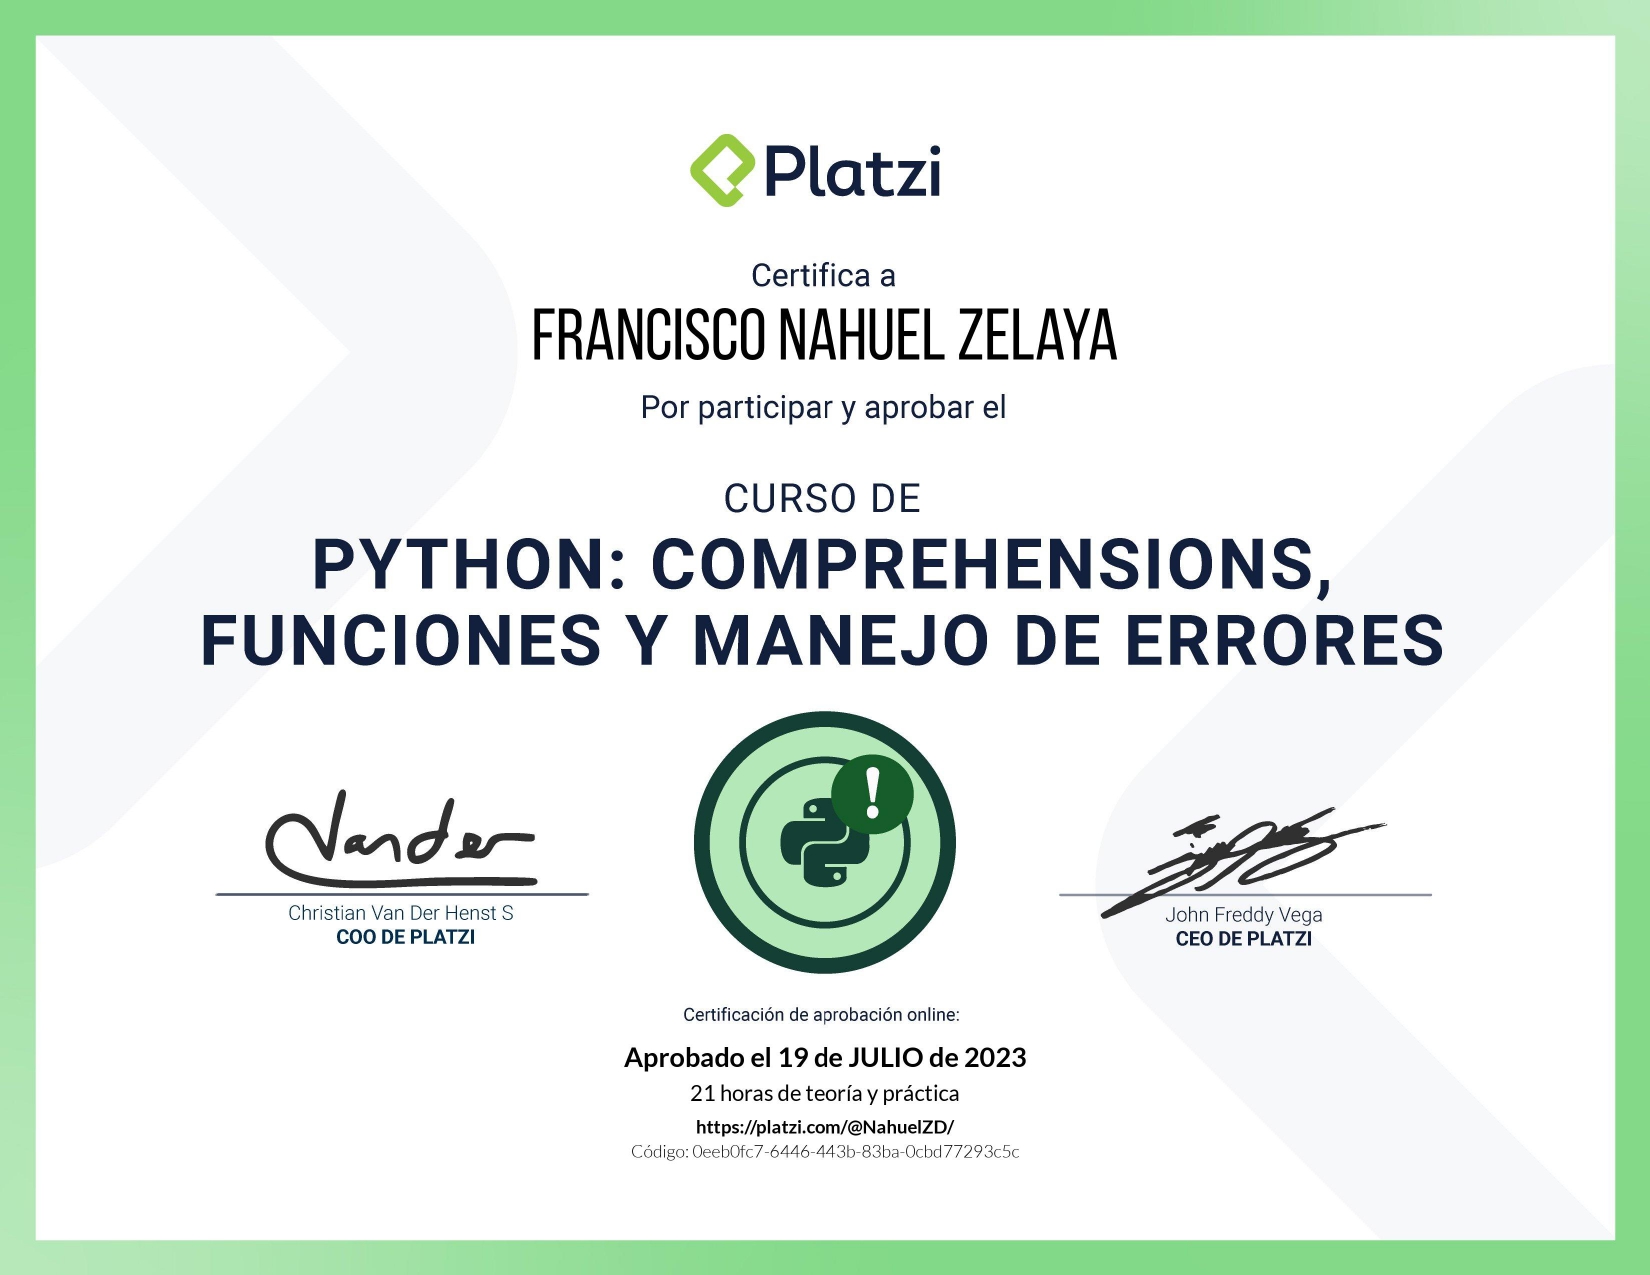 Platzi
Certifica a
FRANCISCO NAHUEL ZELAYA
Por participar y aprobar el
CURSO DE
PYTHON: COMPREHENSIONS,
FUNCIONES Y MANEJO DE ERRORES
!
Vander
Christian Van Der Henst S
COO DE PLATZI
John Freddy Vega
CEO DE PLATZI
Certificación de aprobación online:
Aprobado el 19 de JULIO de 2023
21 horas de teoría y práctica
https://platzi.com/@NahuelZD/
Código: 0eeb0fc7-6446-443b-83ba-0cbd77293c5c